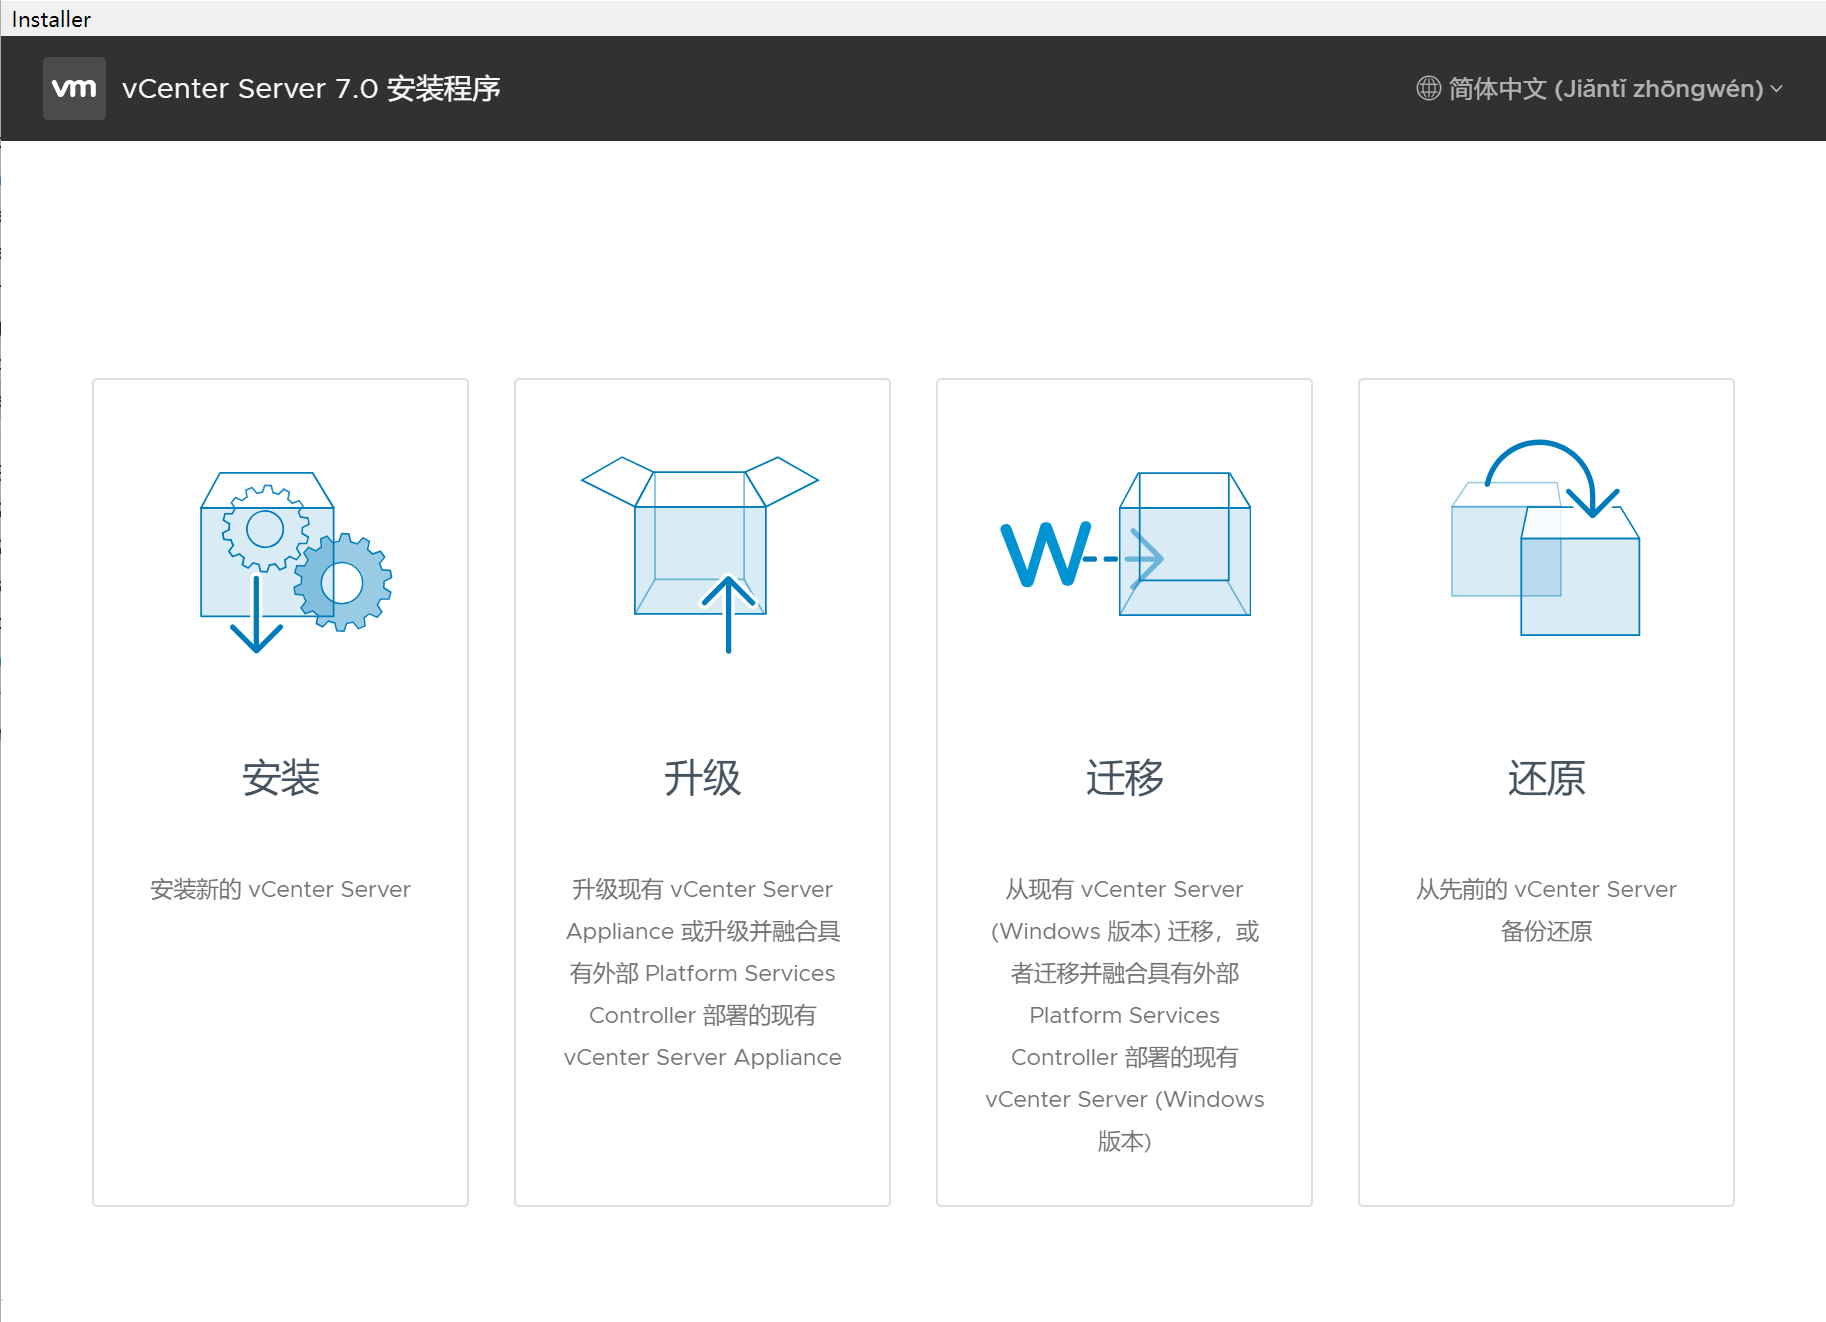 Installer
vm vCenter Server 7.0 安装程序
简体中文 (Jiǎntǐ zhōngwén)
安装
安装新的 vCenter Server
升级
升级现有 vCenter Server
Appliance 或升级并融合具
有外部 Platform Services
Controller 部署的现有
vCenter Server Appliance
W
迁移
从现有 vCenter Server
(Windows 版本) 迁移，或
者迁移并融合具有外部
Platform Services
Controller 部署的现有
vCenter Server (Windows
版本)
还原
从先前的 vCenter Server
备份还原